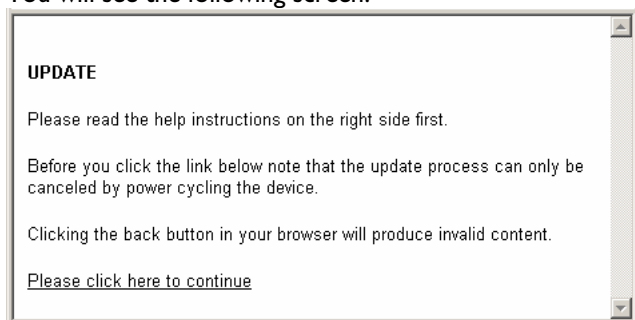 You will see the following screen:
UPDATE
Please read the help instructions on the right side first.
Before you click the link below note that the update process can only be
canceled by power cycling the device.
Clicking the back button in your browser will produce invalid content.
Please click here to continue